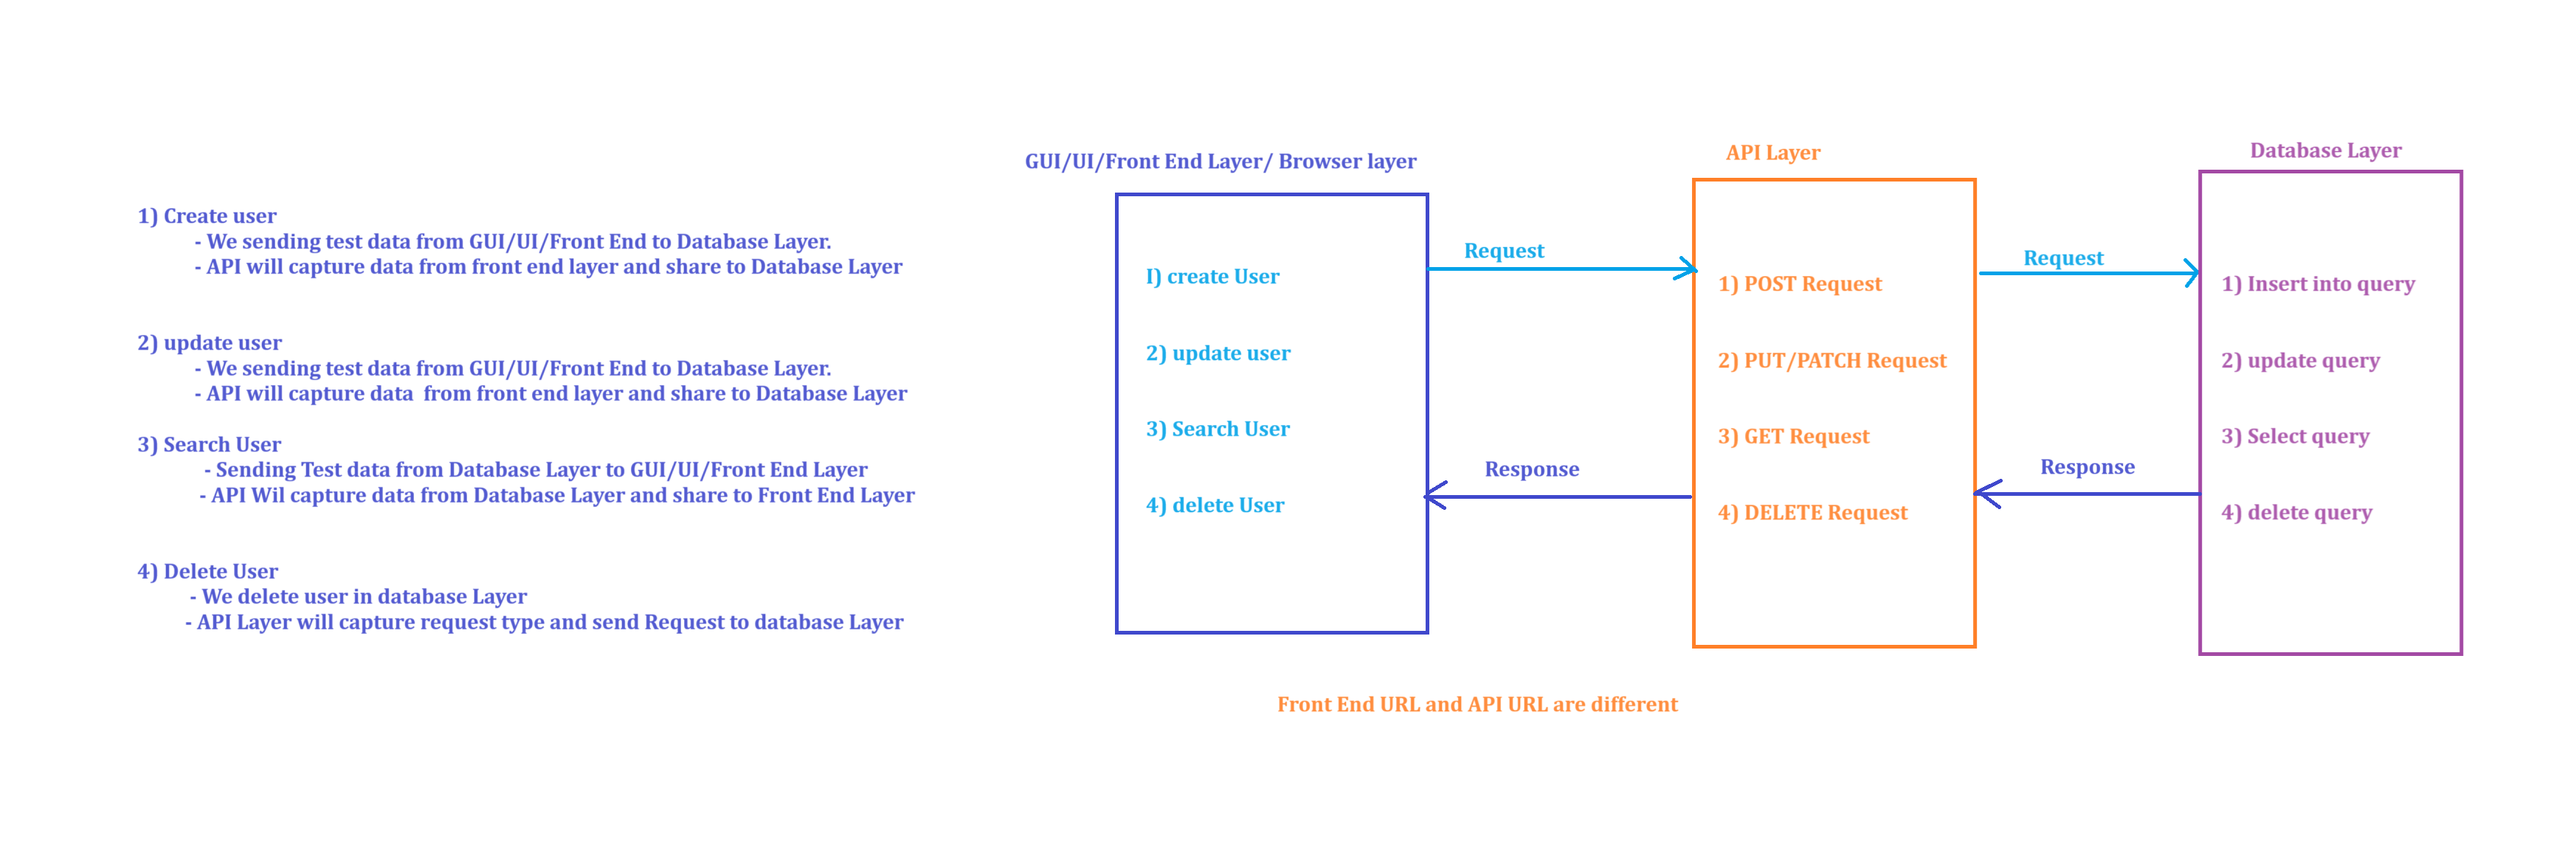 1) Create user
- We sending test data from GUI/UI/Front End to Database Layer.
- API will capture data from front end layer and share to Database Layer
2) update user
- We sending test data from GUI/UI/Front End to Database Layer.
- API will capture data  from front end layer and share to Database Layer
3) Search User
- Sending Test data from Database Layer to GUI/UI/Front End Layer
- API Wil capture data from Database Layer and share to Front End Layer
4) Delete User
- We delete user in database Layer
- API Layer will capture request type and send Request to database Layer
GUI/UI/Front End Layer/ Browser layer
I) create User
2) update user
3) Search User
4) delete User
Request
Response
API Layer
1) POST Request
2) PUT/PATCH Request
3) GET Request
4) DELETE Request
Request
Response
Database Layer
1) Insert into query
2) update query
3) Select query
4) delete query
Front End URL and API URL are different